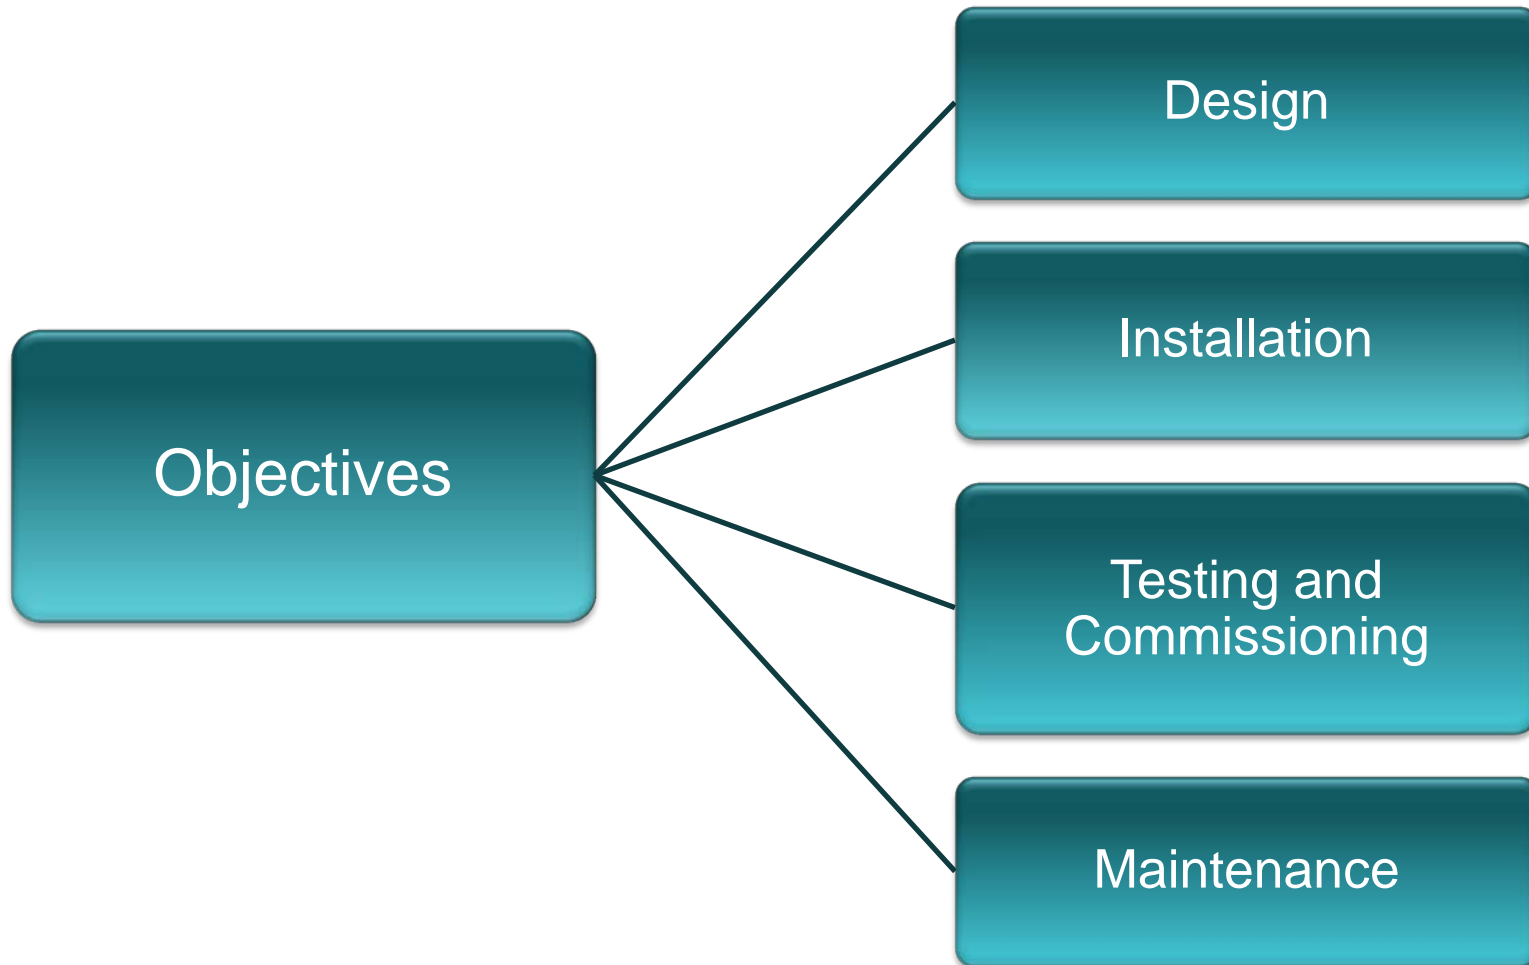 Objectives
Design
Installation
Testing and
Commissioning
Maintenance